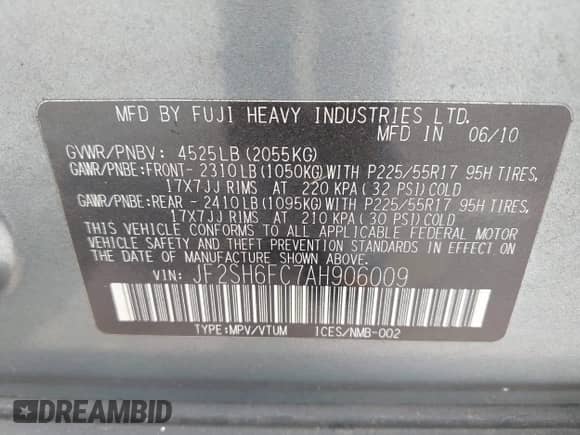 MFD BY FUJI HEAVY INDUSTRIES LTD.
MFD IN 06/10
GVWR/PNBV: 4525LB (2055KG)
GAWR/PNBE:FRONT- 2310LB (1050KG)WITH P225/55R17 95H TIRES,
17X7JJ RIMS AT 220 KPA (32 PSI)COLD
GAWR/PNBE:REAR - 2410LB (1095KG)WITH P225/55R17 95H TIRES,
17X7JJ RIMS AT 210 KPA (30 PSI)COLD
THIS VEHICLE CONFORMS TO ALL APPLICABLE FEDERAL MOTOR
VEHICLE SAFETY AND THEFT PREVENTION STANDARDS IN EFFECT ON
THE DATE OF MANUFACTURE SHOWN ABOVE.
VIN: JF2SH6FC7AH906009
TYPE:MPV/VTUM ICES/NMB-002
DREAMBID